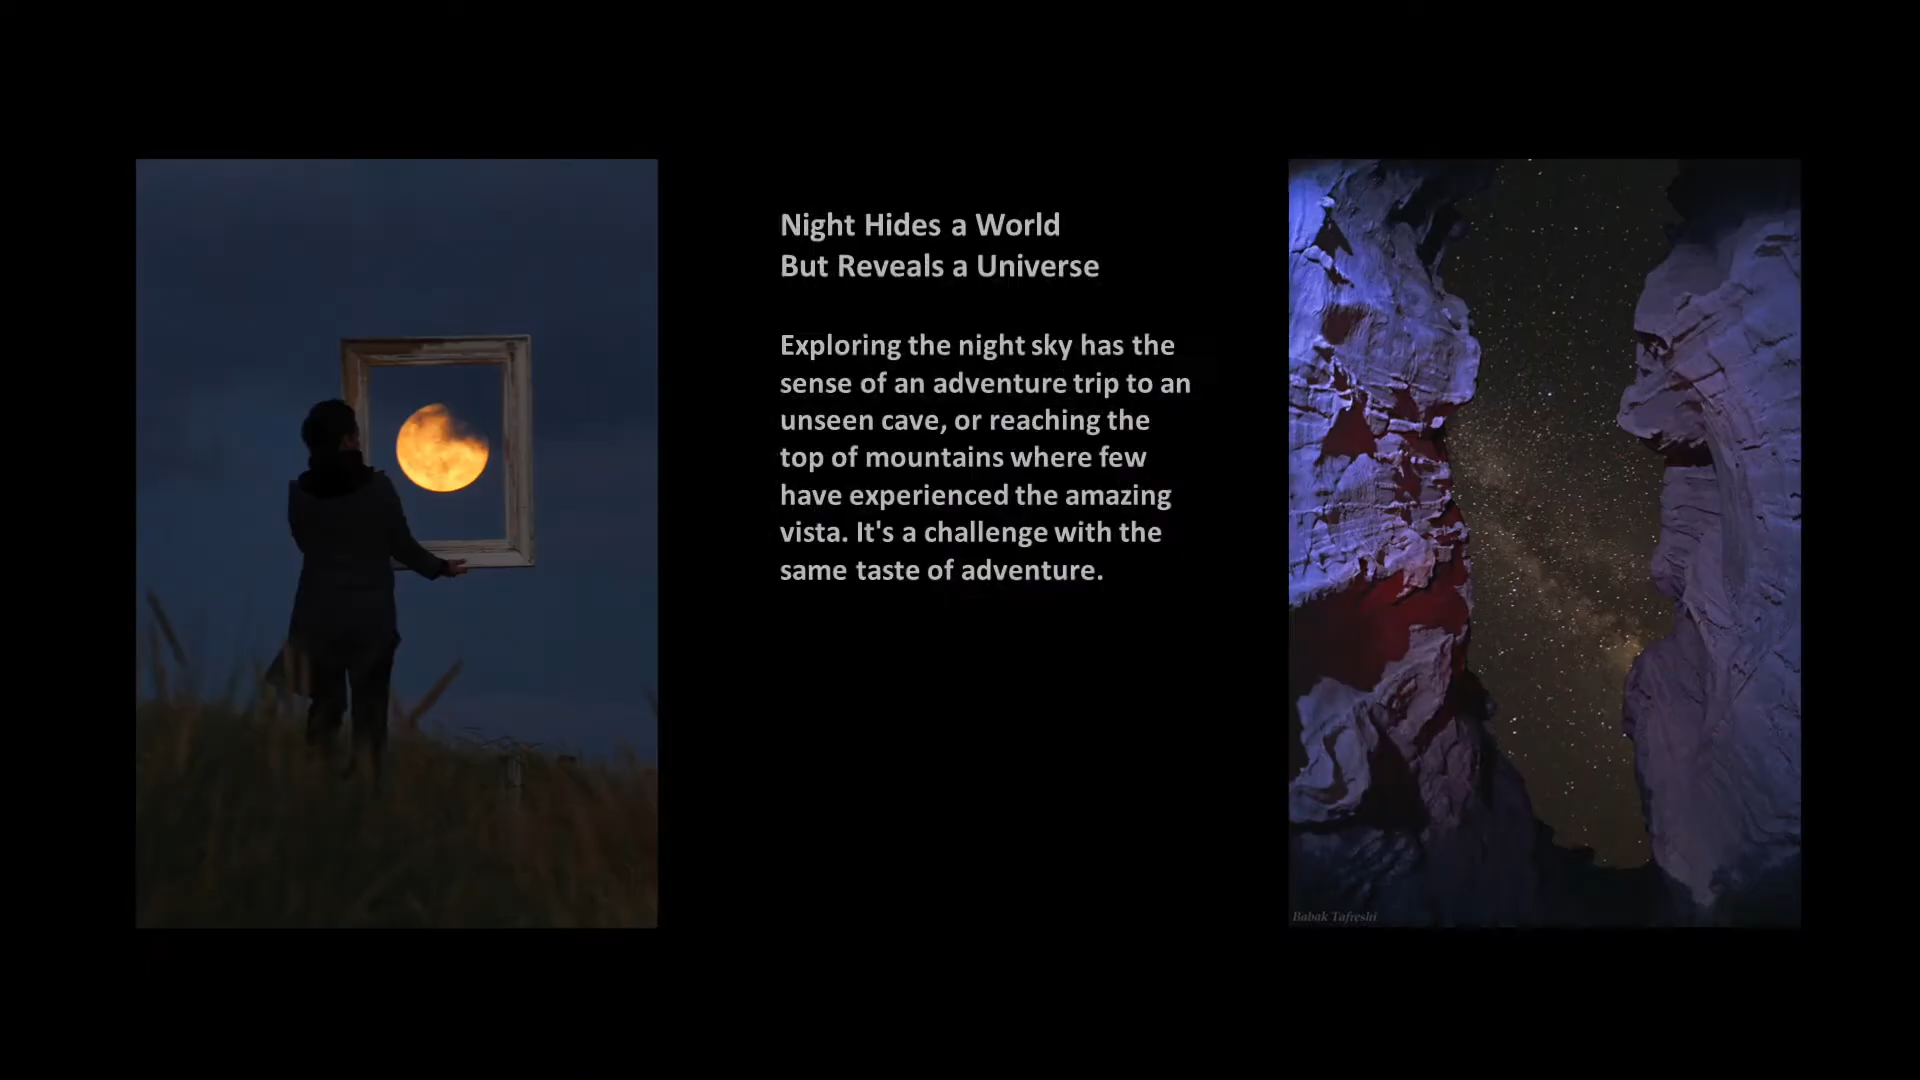 Night Hides a World
But Reveals a Universe
Exploring the night sky has the
sense of an adventure trip to an
unseen cave, or reaching the
top of mountains where few
have experienced the amazing
vista. It's a challenge with the
same taste of adventure.
Babak Tafreshi